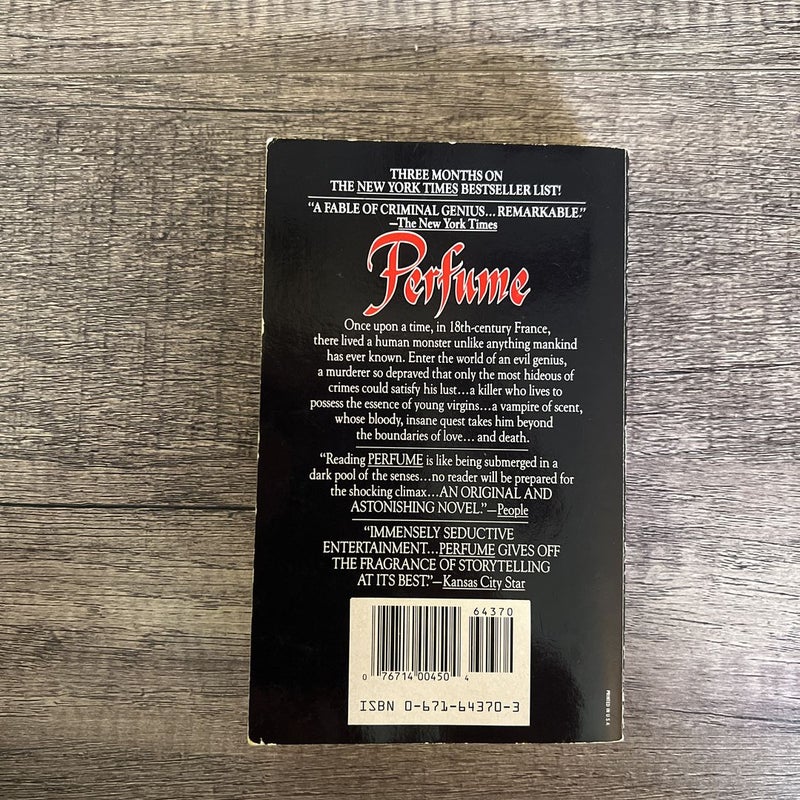 THREE MONTHS ON
THE NEW YORK TIMES BESTSELLER LIST!
"A FABLE OF CRIMINAL GENIUS... REMARKABLE."
—The New York Times
Perfume
Once upon a time, in 18th-century France,
there lived a human monster unlike anything mankind
has ever known. Enter the world of an evil genius,
a murderer so depraved that only the most hideous of
crimes could satisfy his lust...a killer who lives to
possess the essence of young virgins...a vampire of scent,
whose bloody, insane quest takes him beyond
the boundaries of love... and death.
"Reading PERFUME is like being submerged in a
dark pool of the senses...no reader will be prepared for
the shocking climax...AN ORIGINAL AND
ASTONISHING NOVEL."—People
"IMMENSELY SEDUCTIVE
ENTERTAINMENT...PERFUME GIVES OFF
THE FRAGRANCE OF STORYTELLING
AT ITS BEST."—Kansas City Star
64370
0 76714 00450 4
ISBN 0-671-64370-3
PRINTED IN U.S.A.